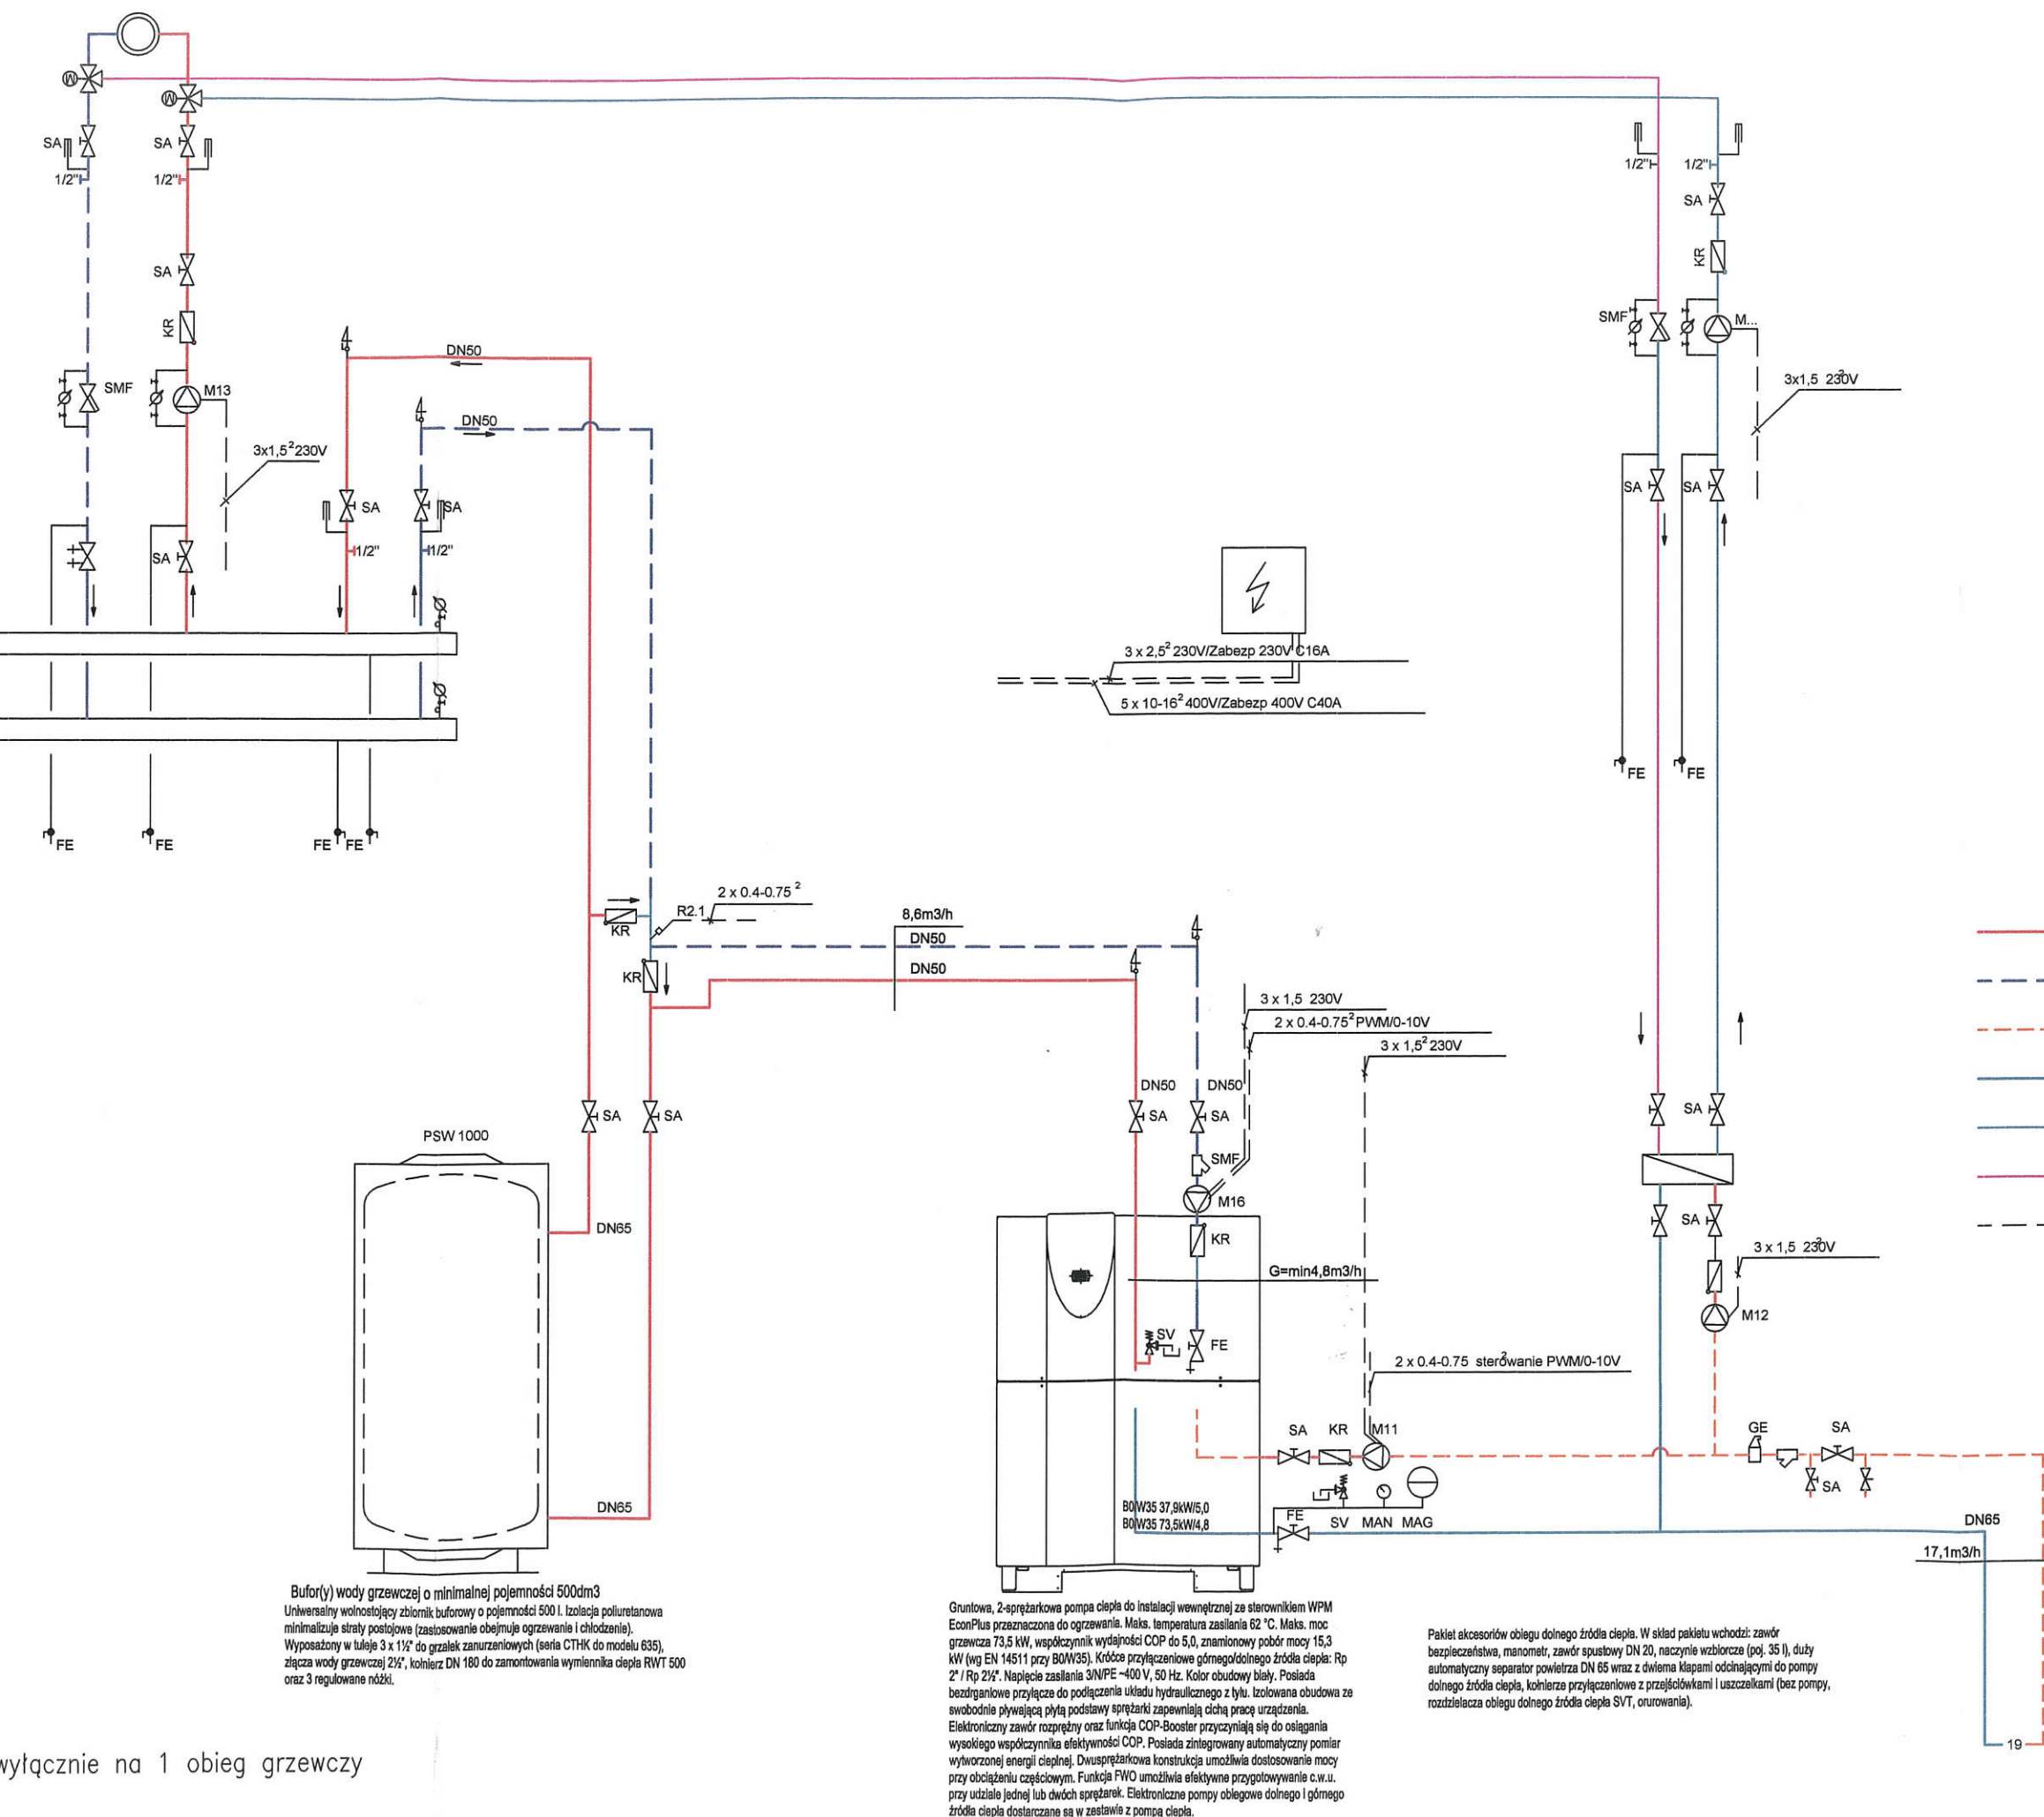 SA
SA
1/2"
1/2"
SA
KR
SMF
M13
3x1,5² 230V
SA
DN50
DN50
SA
SA
1/2"
1/2"
FE
FE
FE
FE
1/2"
1/2"
SA
KR
SMF
M...
3x1,5 230V²
SA
SA
FE
FE
3 x 2,5² 230V/Zabezp 230V C16A
5 x 10-16² 400V/Zabezp 400V C40A
2 x 0.4-0.75 ²
R2.1
KR
KR
8,6m3/h
DN50
DN50
3 x 1,5 230V
2 x 0.4-0.75² PWM/0-10V
3 x 1,5² 230V
DN50
DN50
SA
SA
SA
SA
SA
PSW 1000
SMF
M16
KR
DN65
SA
3 x 1,5 230V²
G=min4,8m3/h
M12
SV
FE
2 x 0.4-0.75 ² sterowanie PWM/0-10V
SA
KR
M11
GE
SA
SA
B0/W35 37,9kW/5,0
B0/W35 73,5kW/4,8
FE
SV
MAN
MAG
DN65
DN65
17,1m3/h
19
Bufor(y) wody grzewczej o minimalnej pojemności 500dm3
Uniwersalny wolnostojący zbiornik buforowy o pojemności 500 l. Izolacja poliuretanowa
minimalizuje straty postojowe (zastosowanie obejmuje ogrzewanie i chłodzenie).
Wyposażony w tuleje 3 x 1½" do grzałek zanurzeniowych (seria CTHK do modelu 635),
złącza wody grzewczej 2½", kołnierz DN 180 do zamontowania wymiennika ciepła RWT 500
oraz 3 regulowane nóżki.
Gruntowa, 2-sprężarkowa pompa ciepła do instalacji wewnętrznej ze sterownikiem WPM
EconPlus przeznaczona do ogrzewania. Maks. temperatura zasilania 62 °C. Maks. moc
grzewcza 73,5 kW, współczynnik wydajności COP do 5,0, znamionowy pobór mocy 15,3
kW (wg EN 14511 przy B0/W35). Króćce przyłączeniowe górnego/dolnego źródła ciepła: Rp
2" / Rp 2½". Napięcie zasilania 3/N/PE ~400 V, 50 Hz. Kolor obudowy biały. Posiada
bezdrganiowe przyłącze do podłączenia układu hydraulicznego z tyłu. Izolowana obudowa ze
swobodnie pływającą płytą podstawy sprężarki zapewniają cichą pracę urządzenia.
Elektroniczny zawór rozprężny oraz funkcja COP-Booster przyczyniają się do osiągania
wysokiego współczynnika efektywności COP. Posiada zintegrowany automatyczny pomiar
wytworzonej energii cieplnej. Dwusprężarkowa konstrukcja umożliwia dostosowanie mocy
przy obciążeniu częściowym. Funkcja FWO umożliwia efektywne przygotowywanie c.w.u.
przy udziale jednej lub dwóch sprężarek. Elektroniczne pompy obiegowe dolnego i górnego
źródła ciepła dostarczane są w zestawie z pompą ciepła.
Pakiet akcesoriów obiegu dolnego źródła ciepła. W skład pakietu wchodzi: zawór
bezpieczeństwa, manometr, zawór spustowy DN 20, naczynie wzbiorcze (poj. 35 l), duży
automatyczny separator powietrza DN 65 wraz z dwiema klapami odcinającymi do pompy
dolnego źródła ciepła, kołnierze przyłączeniowe z przejściówkami i uszczelkami (bez pompy,
rozdzielacza obiegu dolnego źródła ciepła SVT, orurowania).
wyłącznie na 1 obieg grzewczy